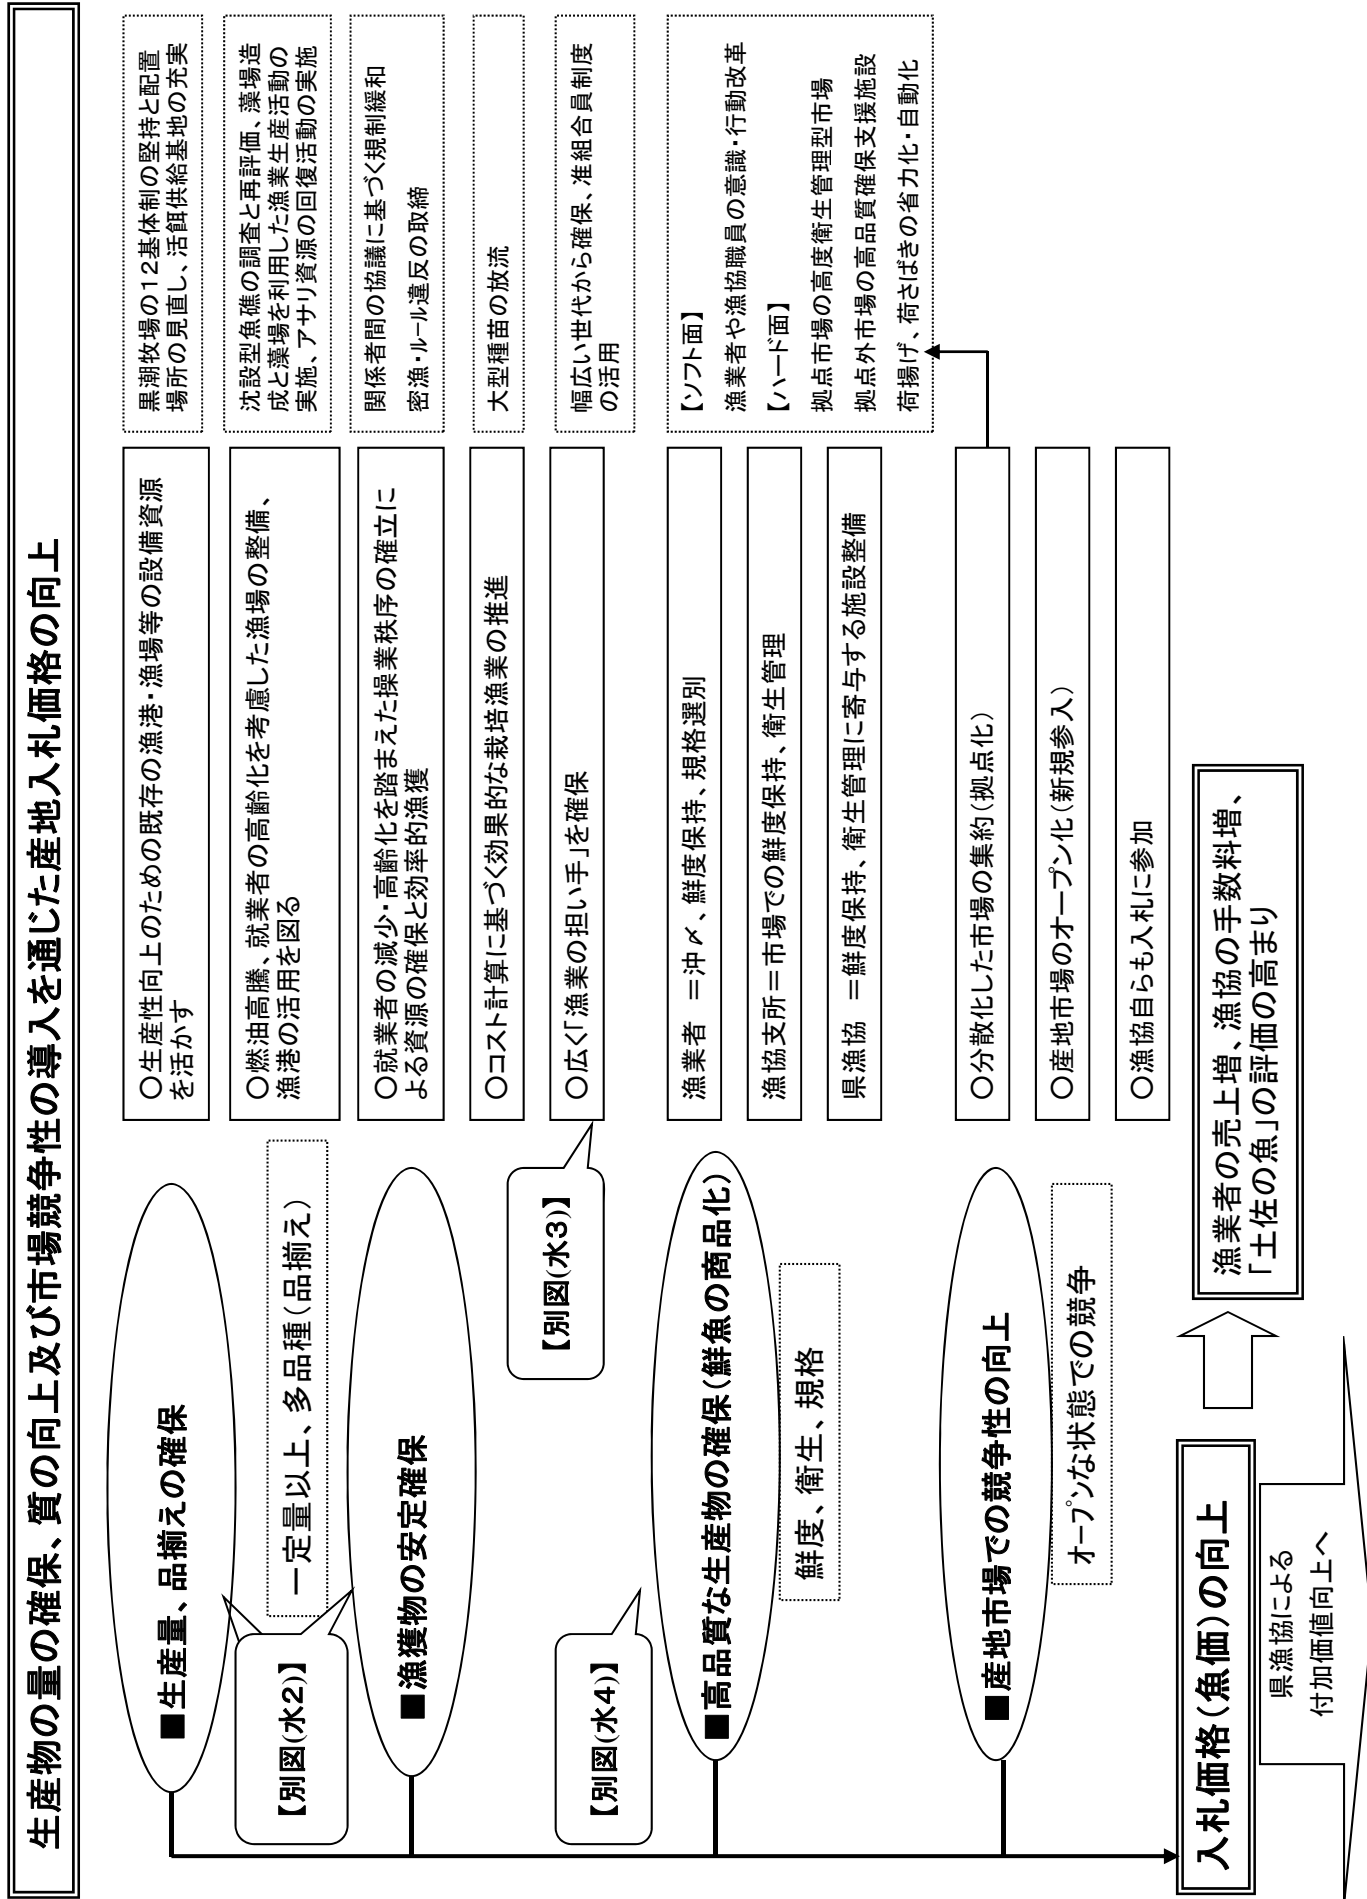 生産物の量の確保、質の向上及び市場競争性の導入を通じた産地入札価格の向上
■生産量、品揃えの確保
一定量以上、多品種（品揃え）
【別図(水2)】
■漁獲物の安定確保
【別図(水3)】
【別図(水4)】
■高品質な生産物の確保（鮮魚の商品化）
鮮度、衛生、規格
■産地市場での競争性の向上
オープンな状態での競争
○生産性向上のための既存の漁港・漁場等の設備資源
を活かす
○燃油高騰、就業者の高齢化を考慮した漁場の整備、
漁港の活用を図る
○就業者の減少・高齢化を踏まえた操業秩序の確立に
よる資源の確保と効率的漁獲
○コスト計算に基づく効果的な栽培漁業の推進
○広く「漁業の担い手」を確保
漁業者　＝沖〆、鮮度保持、規格選別
漁協支所＝市場での鮮度保持、衛生管理
県漁協　＝鮮度保持、衛生管理に寄与する施設整備
○分散化した市場の集約（拠点化）
○産地市場のオープン化（新規参入）
○漁協自らも入札に参加
黒潮牧場の１２基体制の堅持と配置
場所の見直し、活餌供給基地の充実
沈設型魚礁の調査と再評価、藻場造
成と藻場を利用した漁業生産活動の
実施、アサリ資源の回復活動の実施
関係者間の協議に基づく規制緩和
密漁・ルール違反の取締
大型種苗の放流
幅広い世代から確保、准組合員制度
の活用
【ソフト面】
漁業者や漁協職員の意識・行動改革
【ハード面】
拠点市場の高度衛生管理型市場
拠点外市場の高品質確保支援施設
荷揚げ、荷さばきの省力化・自動化
入札価格（魚価）の向上
漁業者の売上増、漁協の手数料増、
「土佐の魚」の評価の高まり
県漁協による
付加価値向上へ